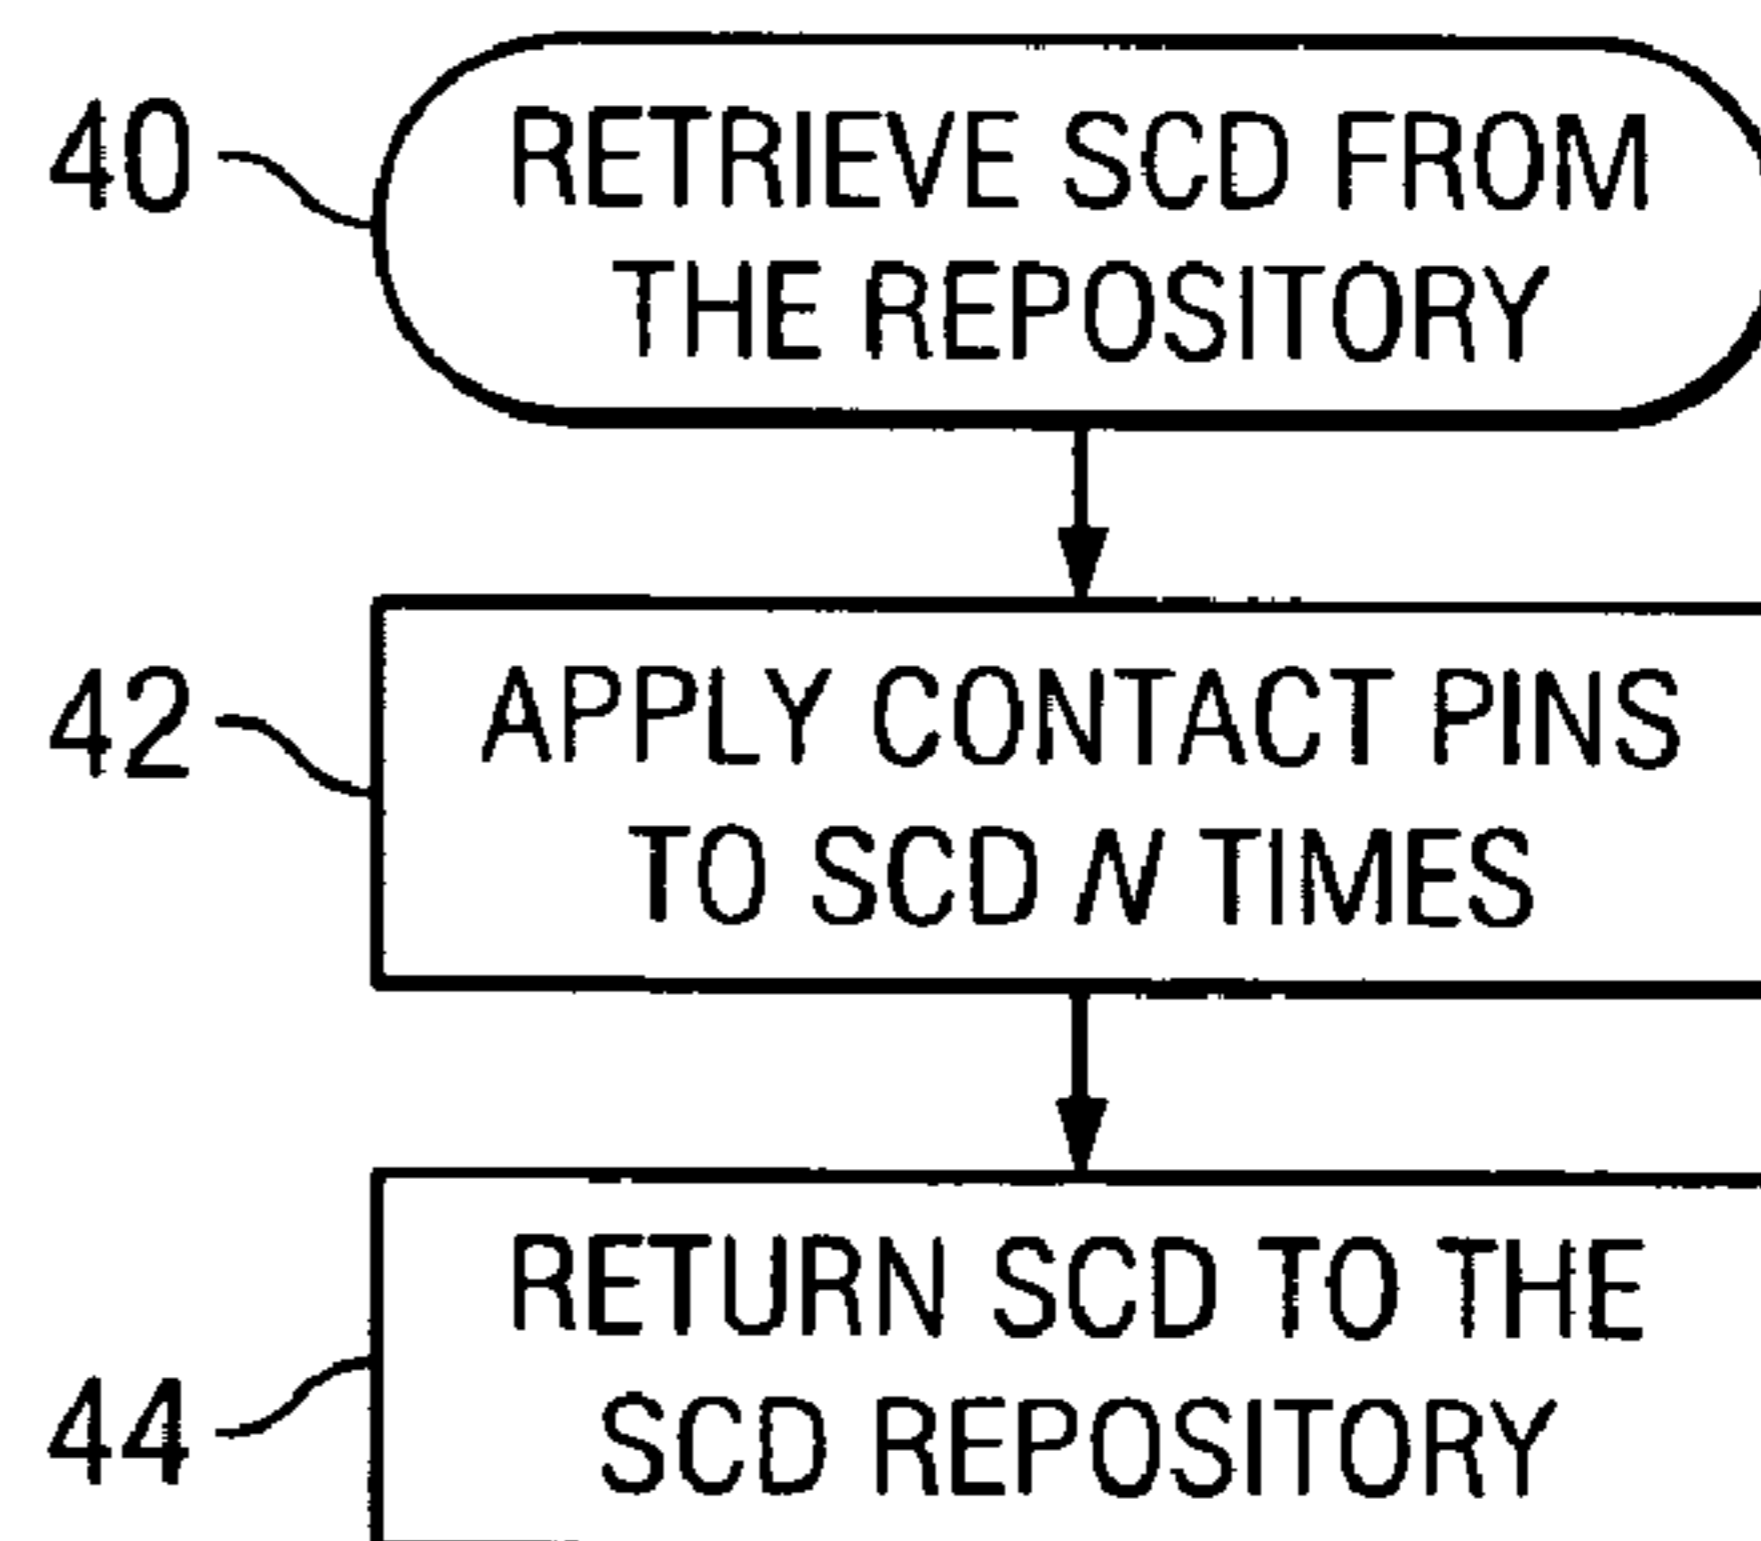 40
RETRIEVE SCD FROM
THE REPOSITORY
42
APPLY CONTACT PINS
TO SCD N TIMES
RETURN SCD TO THE
44
SCD REPOSITORY